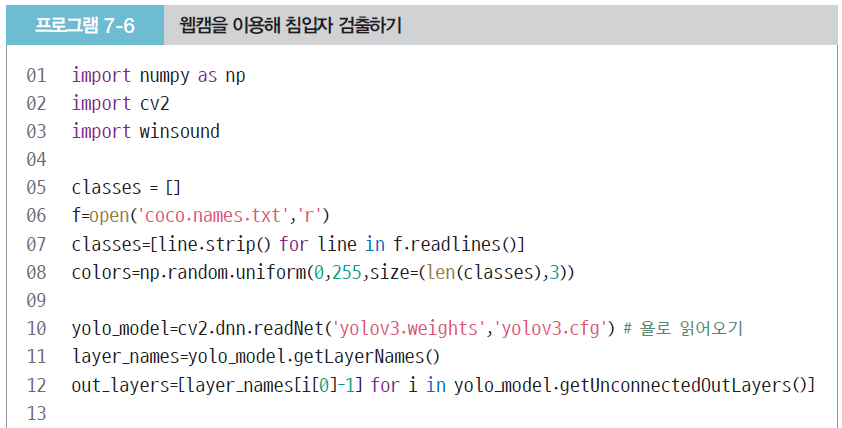 프로그램 7-6 웹캠을 이용해 침입자 검출하기
01 import numpy as np
02 import cv2
03 import winsound
04
05 classes = []
06 f=open('coco.names.txt','r')
07 classes=[line.strip() for line in f.readlines()]
08 colors=np.random.uniform(0,255,size=(len(classes),3))
09
10 yolo_model=cv2.dnn.readNet('yolov3.weights','yolov3.cfg') # 욜로 읽어오기
11 layer_names=yolo_model.getLayerNames()
12 out_layers=[layer_names[i[0]-1] for i in yolo_model.getUnconnectedOutLayers()]
13